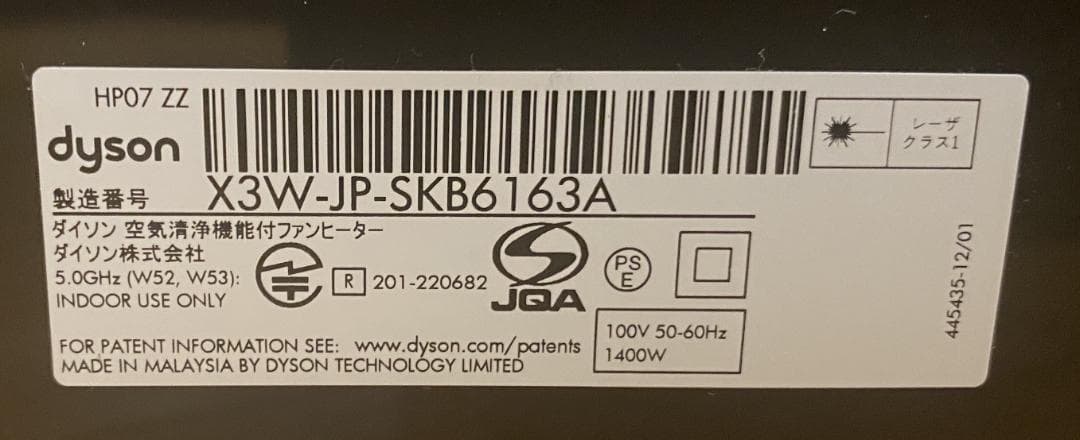 HP07 ZZ
dyson
レーザ
クラス1
製造番号 X3W-JP-SKB6163A
ダイソン 空気清浄機能付ファンヒーター
ダイソン株式会社
5.0GHz (W52, W53):
INDOOR USE ONLY
R 201-220682
JQA
PS
E
100V 50-60Hz
1400W
FOR PATENT INFORMATION SEE: www.dyson.com/patents
MADE IN MALAYSIA BY DYSON TECHNOLOGY LIMITED
445435-12/01